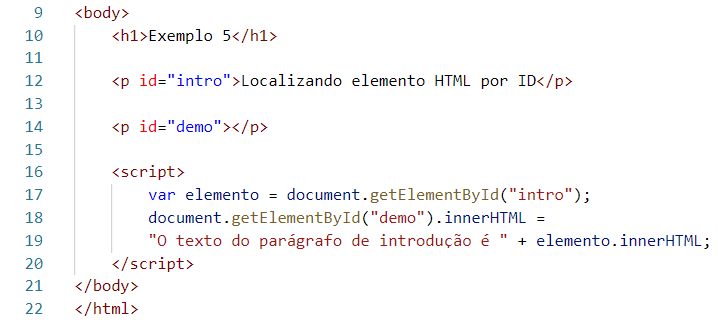 9 <body>
10 <h1>Exemplo 5</h1>
11
12 <p id="intro">Localizando elemento HTML por ID</p>
13
14 <p id="demo"></p>
15
16 <script>
17 var elemento = document.getElementById("intro");
18 document.getElementById("demo").innerHTML =
19 "O texto do parágrafo de introdução é " + elemento.innerHTML;
20 </script>
21 </body>
22 </html>